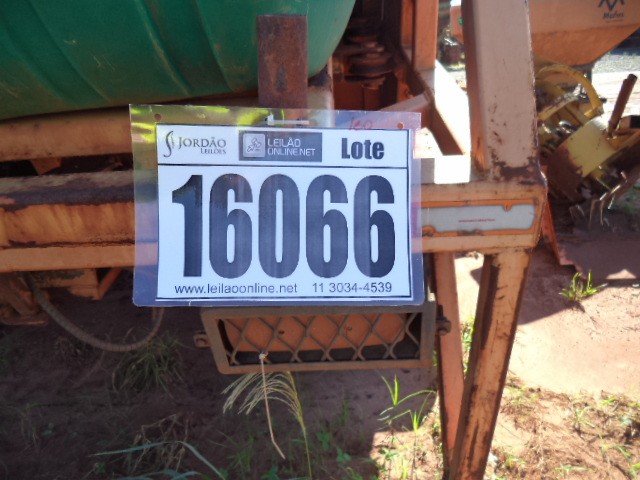 JORDÃO
LEILÕES
LEILÃO
ONLINE.NET
Lote
16066
www.leilaoonline.net 11 3034-4539